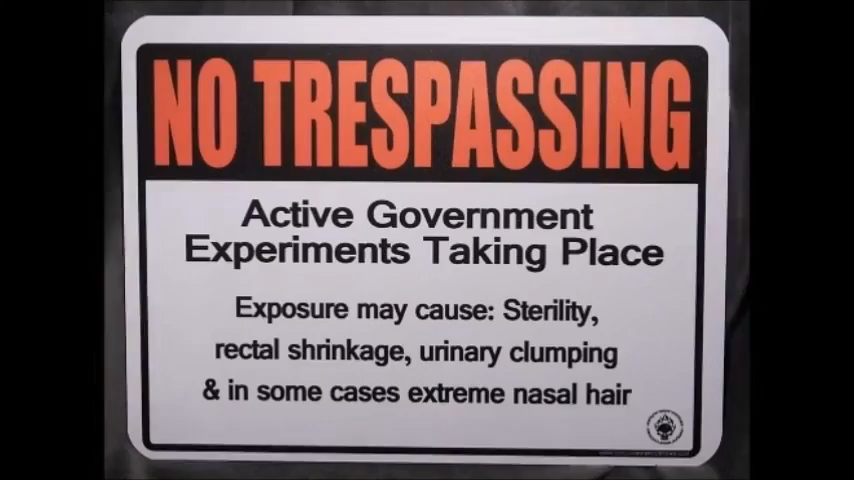 NO TRESPASSING
Active Government
Experiments Taking Place
Exposure may cause: Sterility,
rectal shrinkage, urinary clumping
& in some cases extreme nasal hair